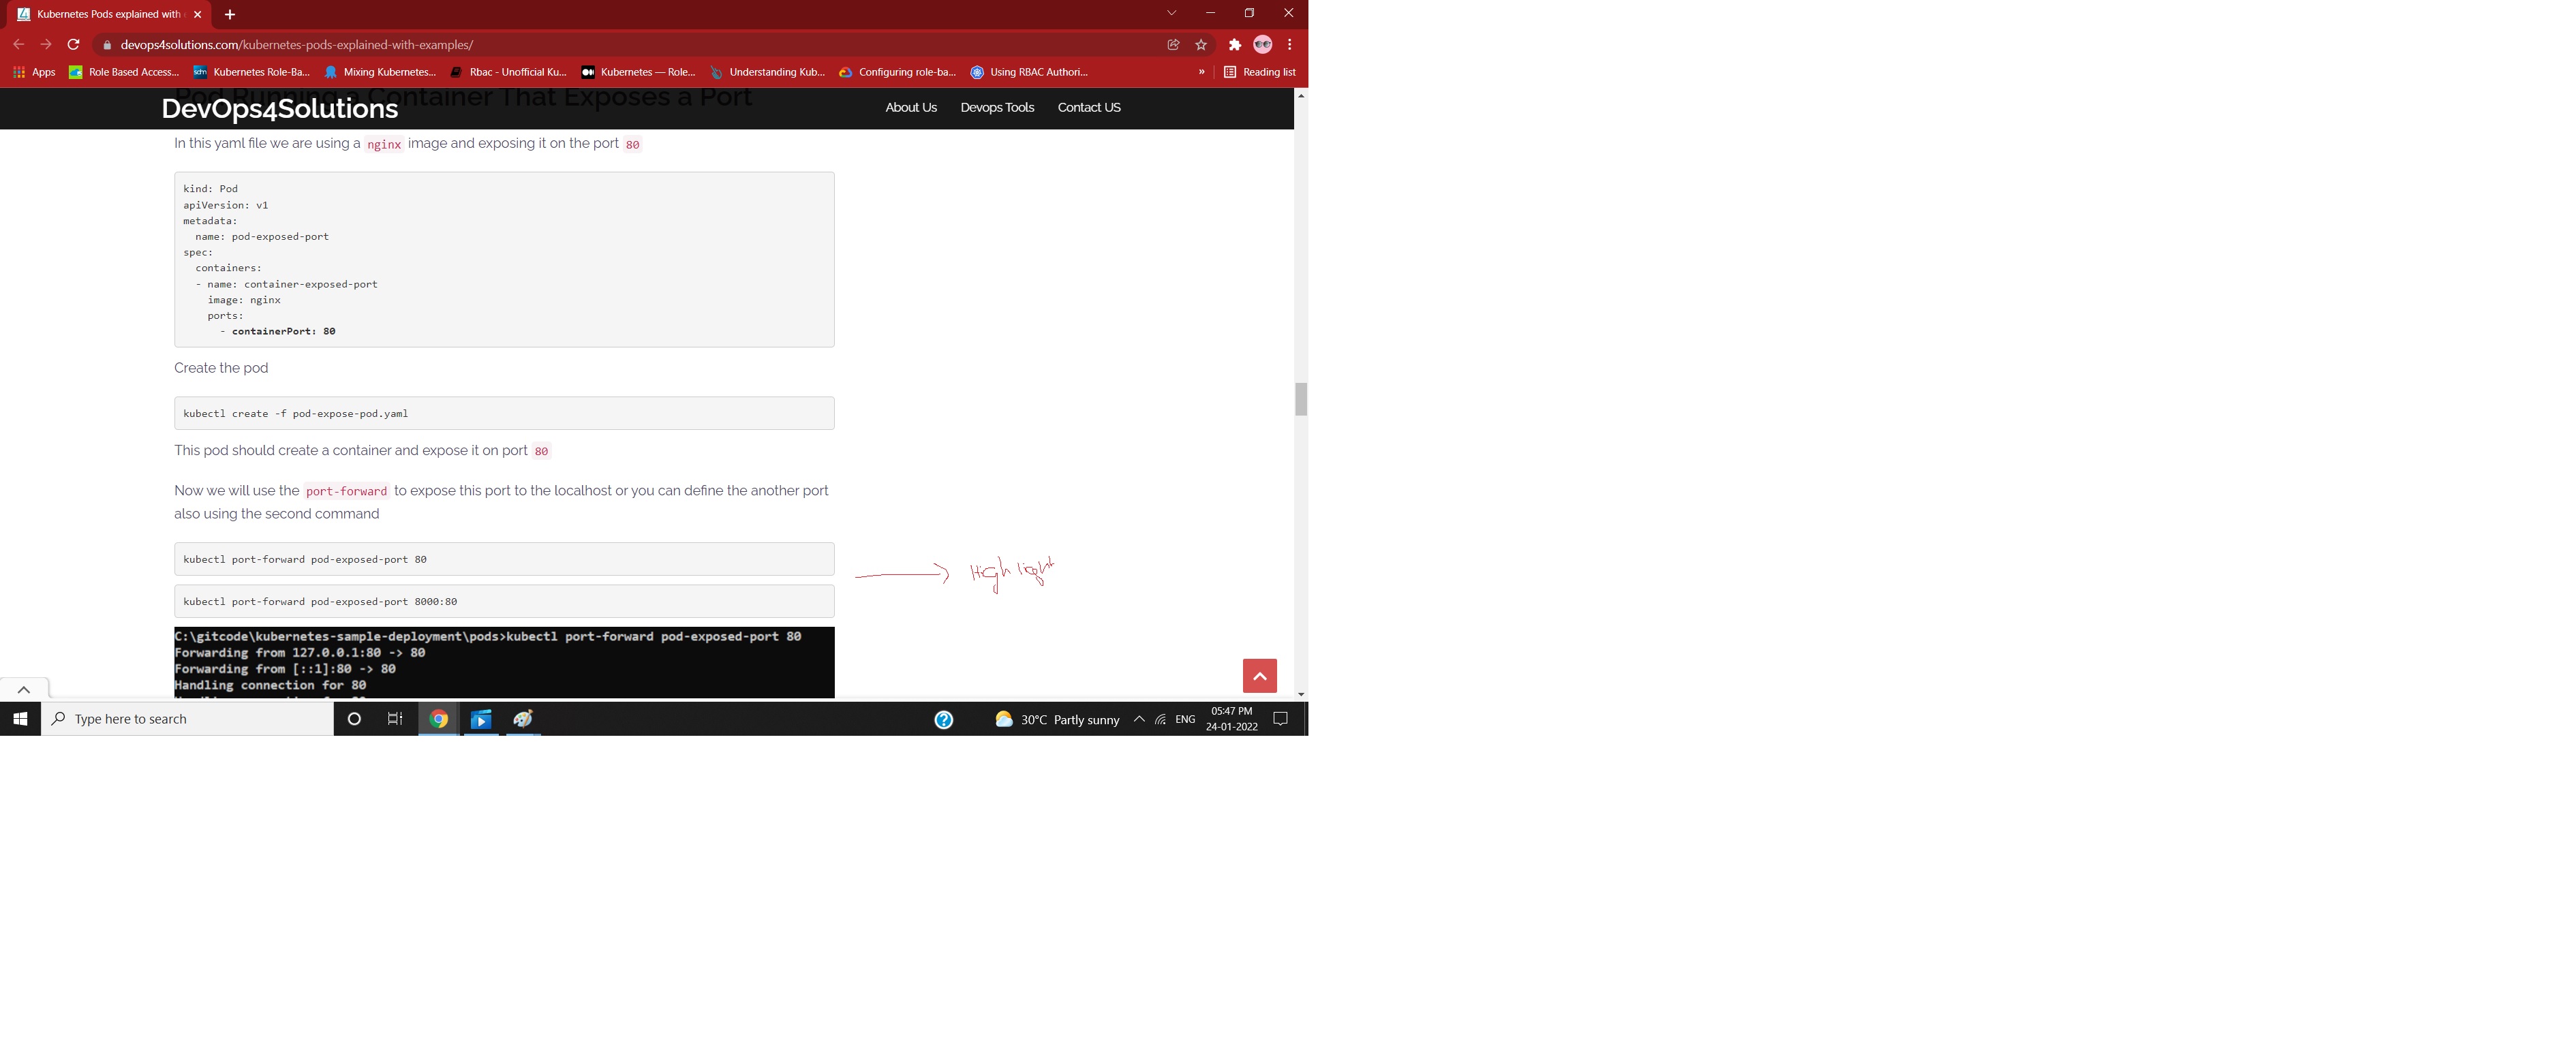 Kubernetes Pods explained with
devops4solutions.com/kubernetes-pods-explained-with-examples/
Apps Role Based Access... Kubernetes Role-Ba... Mixing Kubernetes... Rbac - Unofficial Ku... Kubernetes — Role... Understanding Kub... Configuring role-ba... Using RBAC Authori... » Reading list
Pod Running a Container That Exposes a Port
DevOps4Solutions About Us Devops Tools Contact US
In this yaml file we are using a nginx image and exposing it on the port 80
kind: Pod
apiVersion: v1
metadata:
  name: pod-exposed-port
spec:
  containers:
  - name: container-exposed-port
    image: nginx
    ports:
      - containerPort: 80
Create the pod
kubectl create -f pod-expose-pod.yaml
This pod should create a container and expose it on port 80
Now we will use the port-forward to expose this port to the localhost or you can define the another port
also using the second command
kubectl port-forward pod-exposed-port 80
Highlight
kubectl port-forward pod-exposed-port 8000:80
C:\gitcode\kubernetes-sample-deployment\pods>kubectl port-forward pod-exposed-port 80
Forwarding from 127.0.0.1:80 -> 80
Forwarding from [::1]:80 -> 80
Handling connection for 80
Type here to search 30°C Partly sunny ENG 05:47 PM
24-01-2022